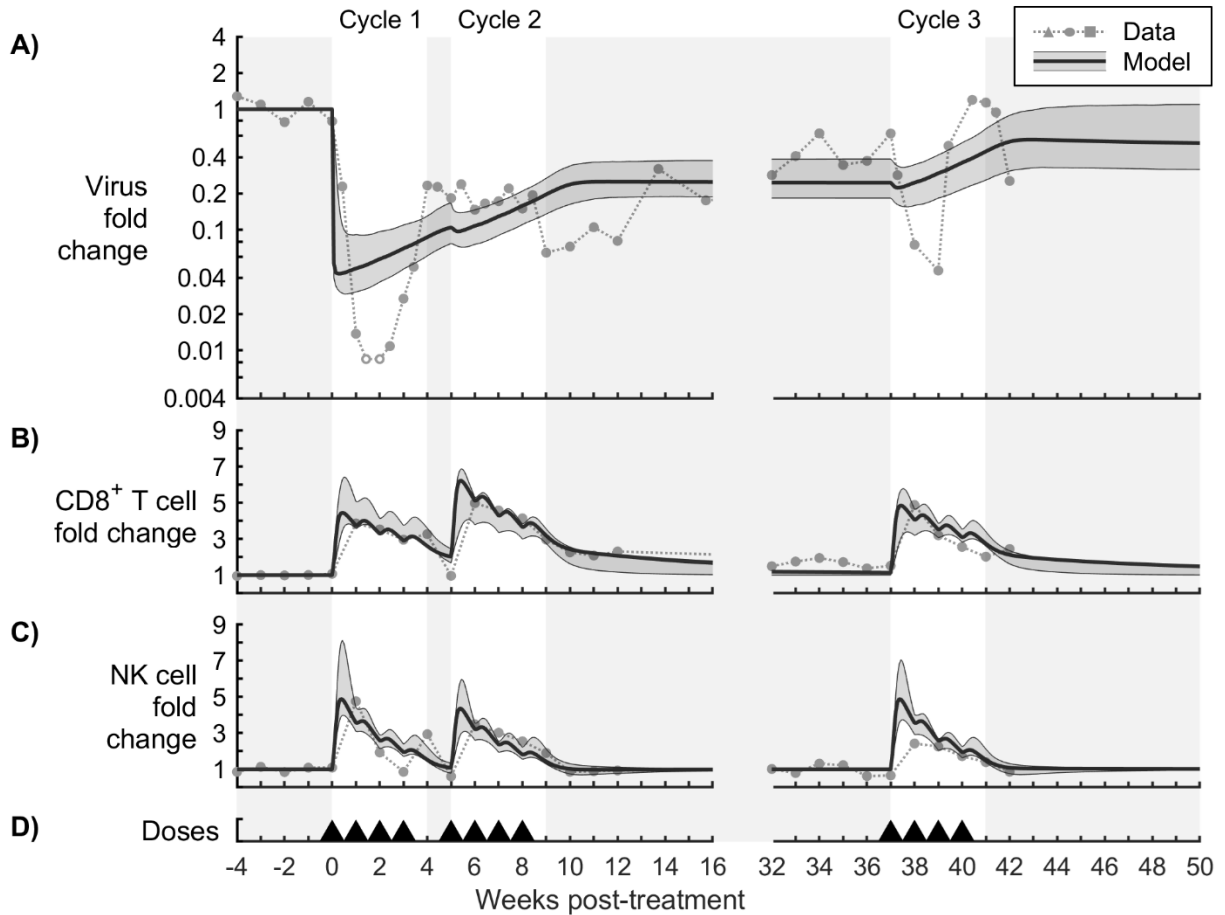 Cycle 1 Cycle 2 Cycle 3
Data
Model
A)
Virus
fold
change
4
2
1
0.4
0.2
0.1
0.04
0.02
0.01
0.004
B)
CD8+ T cell
fold change
9
7
5
3
1
C)
NK cell
fold
change
9
7
5
3
1
D)
Doses
-4 -2 0 2 4 6 8 10 12 14 16 32 34 36 38 40 42 44 46 48 50
Weeks post-treatment